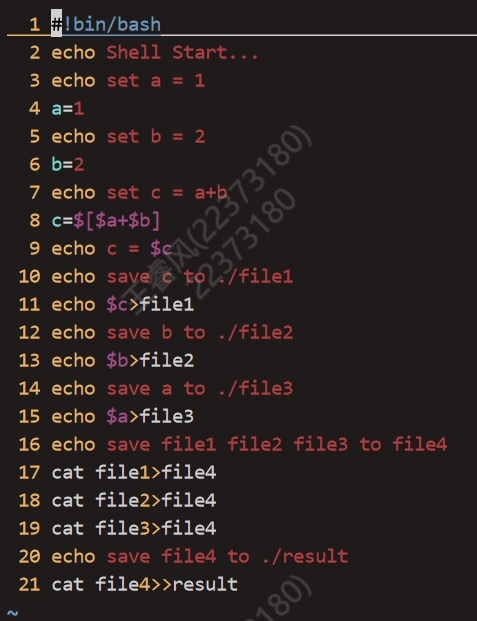 1 #!bin/bash
2 echo Shell Start...
3 echo set a = 1
4 a=1
5 echo set b = 2
6 b=2
7 echo set c = a+b
8 c=$[$a+$b]
9 echo c = $c
10 echo save c to ./file1
11 echo $c>file1
12 echo save b to ./file2
13 echo $b>file2
14 echo save a to ./file3
15 echo $a>file3
16 echo save file1 file2 file3 to file4
17 cat file1>file4
18 cat file2>file4
19 cat file3>file4
20 echo save file4 to ./result
21 cat file4>>result
~
(22373180)
22373180
180)